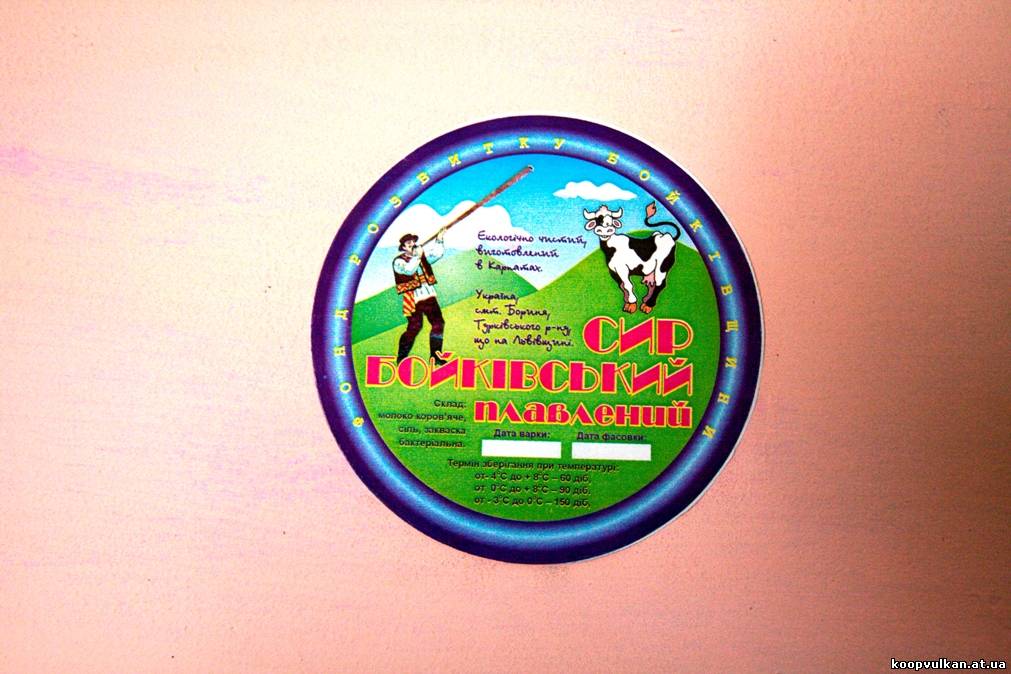 ФОНД РОЗВИТКУ БОЙКІВЩИНИ
Екологічно чистий,
виготовлений
в Карпатах.
Україна,
смт. Бориня,
Турківського р-ну,
що на Львівщині.
СИР
БОЙКІВСЬКИЙ
плавлений
Склад:
молоко коров'яче,
сіль, закваска
бактеріальна.
Дата варки:
Дата фасовки:
Термін зберігання при температурі:
от- 4°С до + 8°С – 60 діб,
от 0°С до + 8°С – 90 діб.
от - 3°С до 0°С – 150 діб,
koopvulkan.at.ua